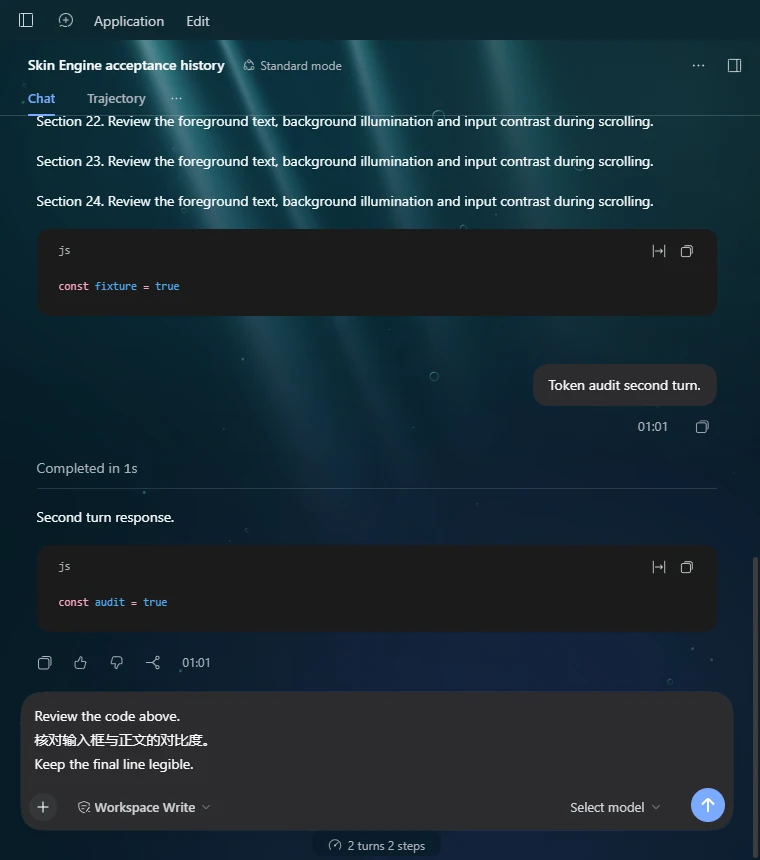 Application Edit
Skin Engine acceptance history Standard mode ...
Chat Trajectory ...
Section 22. Review the foreground text, background illumination and input contrast during scrolling.
Section 23. Review the foreground text, background illumination and input contrast during scrolling.
Section 24. Review the foreground text, background illumination and input contrast during scrolling.
js
const fixture = true
Token audit second turn.
01:01
Completed in 1s
Second turn response.
js
const audit = true
01:01
Review the code above.
核对输入框与正文的对比度。
Keep the final line legible.
Workspace Write Select model
2 turns 2 steps